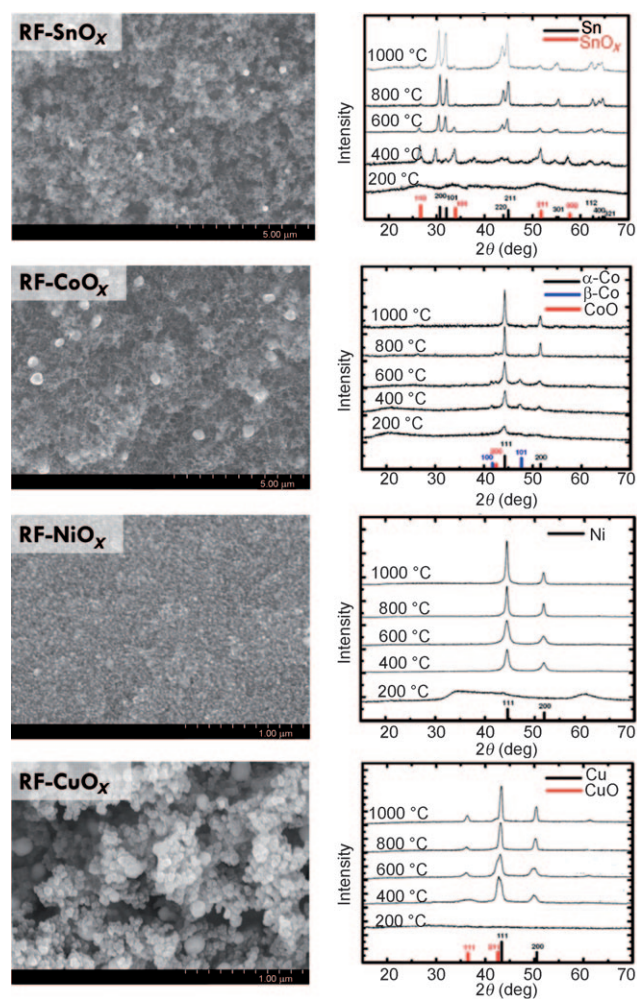 RF-SnOx
5.00 μm
Sn
SnOx
1000 °C
800 °C
600 °C
400 °C
200 °C
Intensity
110 200 101 101 220 211 211 301 112 400 321
20 30 40 50 60 70
2θ (deg)
RF-CoOx
5.00 μm
α-Co
β-Co
CoO
1000 °C
800 °C
600 °C
400 °C
200 °C
Intensity
100 200 111 101 200
20 30 40 50 60 70
2θ (deg)
RF-NiOx
1.00 μm
Ni
1000 °C
800 °C
600 °C
400 °C
200 °C
Intensity
111 200
20 30 40 50 60 70
2θ (deg)
RF-CuOx
1.00 μm
Cu
CuO
1000 °C
800 °C
600 °C
400 °C
200 °C
Intensity
111 111 200
20 30 40 50 60 70
2θ (deg)